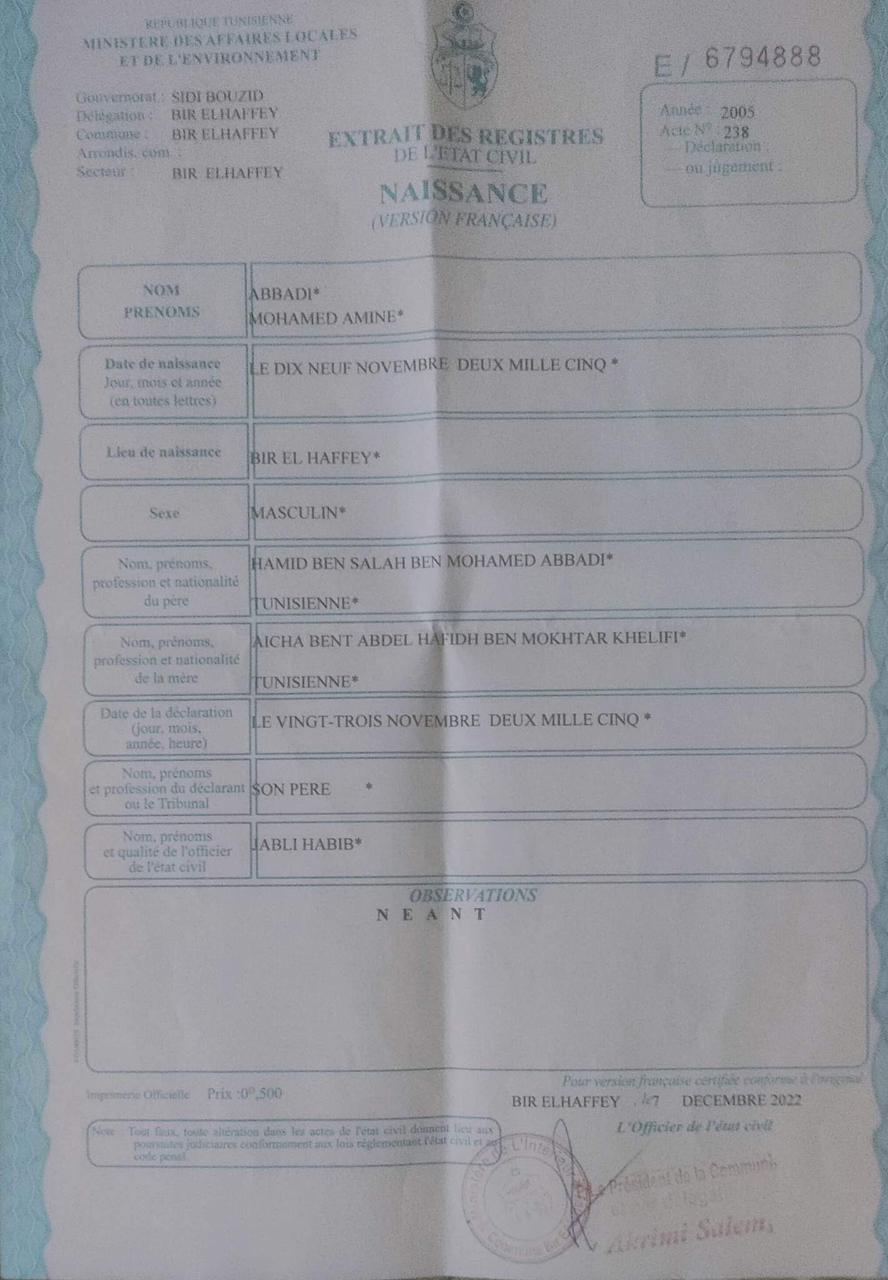 REPUBLIQUE TUNISIENNE
MINISTERE DES AFFAIRES LOCALES
ET DE L'ENVIRONNEMENT
Gouvernorat : SIDI BOUZID
Délégation : BIR ELHAFFEY
Commune : BIR ELHAFFEY
Arrondis. com. :
Secteur : BIR ELHAFFEY
EXTRAIT DES REGISTRES
DE L'ETAT CIVIL
NAISSANCE
(VERSION FRANÇAISE)
E / 6794888
Année : 2005
Acte N° : 238
— Déclaration :
— ou jugement :
NOM
PRENOMS
ABBADI*
MOHAMED AMINE*
Date de naissance
Jour, mois et année
(en toutes lettres)
LE DIX NEUF NOVEMBRE DEUX MILLE CINQ *
Lieu de naissance
BIR EL HAFFEY*
Sexe
MASCULIN*
Nom, prénoms,
profession et nationalité
du père
HAMID BEN SALAH BEN MOHAMED ABBADI*
TUNISIENNE*
Nom, prénoms,
profession et nationalité
de la mère
AICHA BENT ABDEL HAFIDH BEN MOKHTAR KHELIFI*
TUNISIENNE*
Date de la déclaration
(jour, mois,
année, heure)
LE VINGT-TROIS NOVEMBRE DEUX MILLE CINQ *
Nom, prénoms
et profession du déclarant
ou le Tribunal
SON PERE *
Nom, prénoms
et qualité de l'officier
de l'état civil
JABLI HABIB*
OBSERVATIONS
N E A N T
Imprimerie Officielle Prix :0ᴰ,500
Pour version française certifiée conforme à l'original
BIR ELHAFFEY , le7 DECEMBRE 2022
L'Officier de l'état civil
Note : Tout faux, toute altération dans les actes de l'état civil donnent lieu aux
poursuites judiciaires conformement aux lois réglementant l'état civil et au
code penal.
Président de la Commune
Akrimi Salem